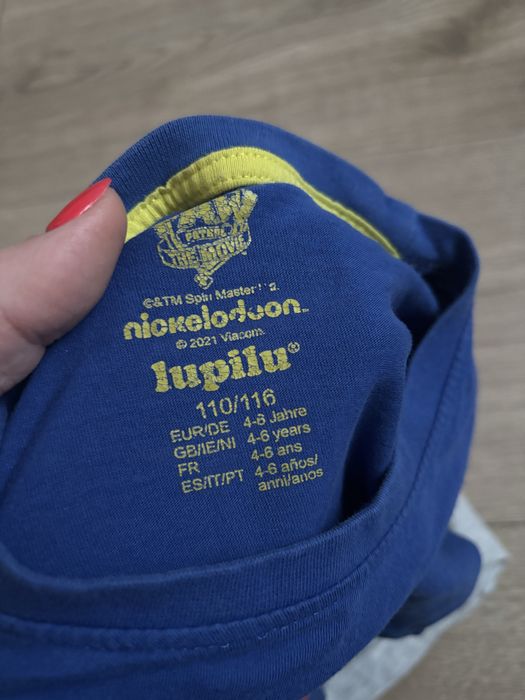 PAW
PATROL
THE MOVIE
©&TM Spin Master
nickelodeon™
© 2021 Viacom
lupilu®
110/116
EUR/DE 4-6 Jahre
GB/IE/NI 4-6 years
FR 4-6 ans
ES/IT/PT 4-6 años/
anni/anos